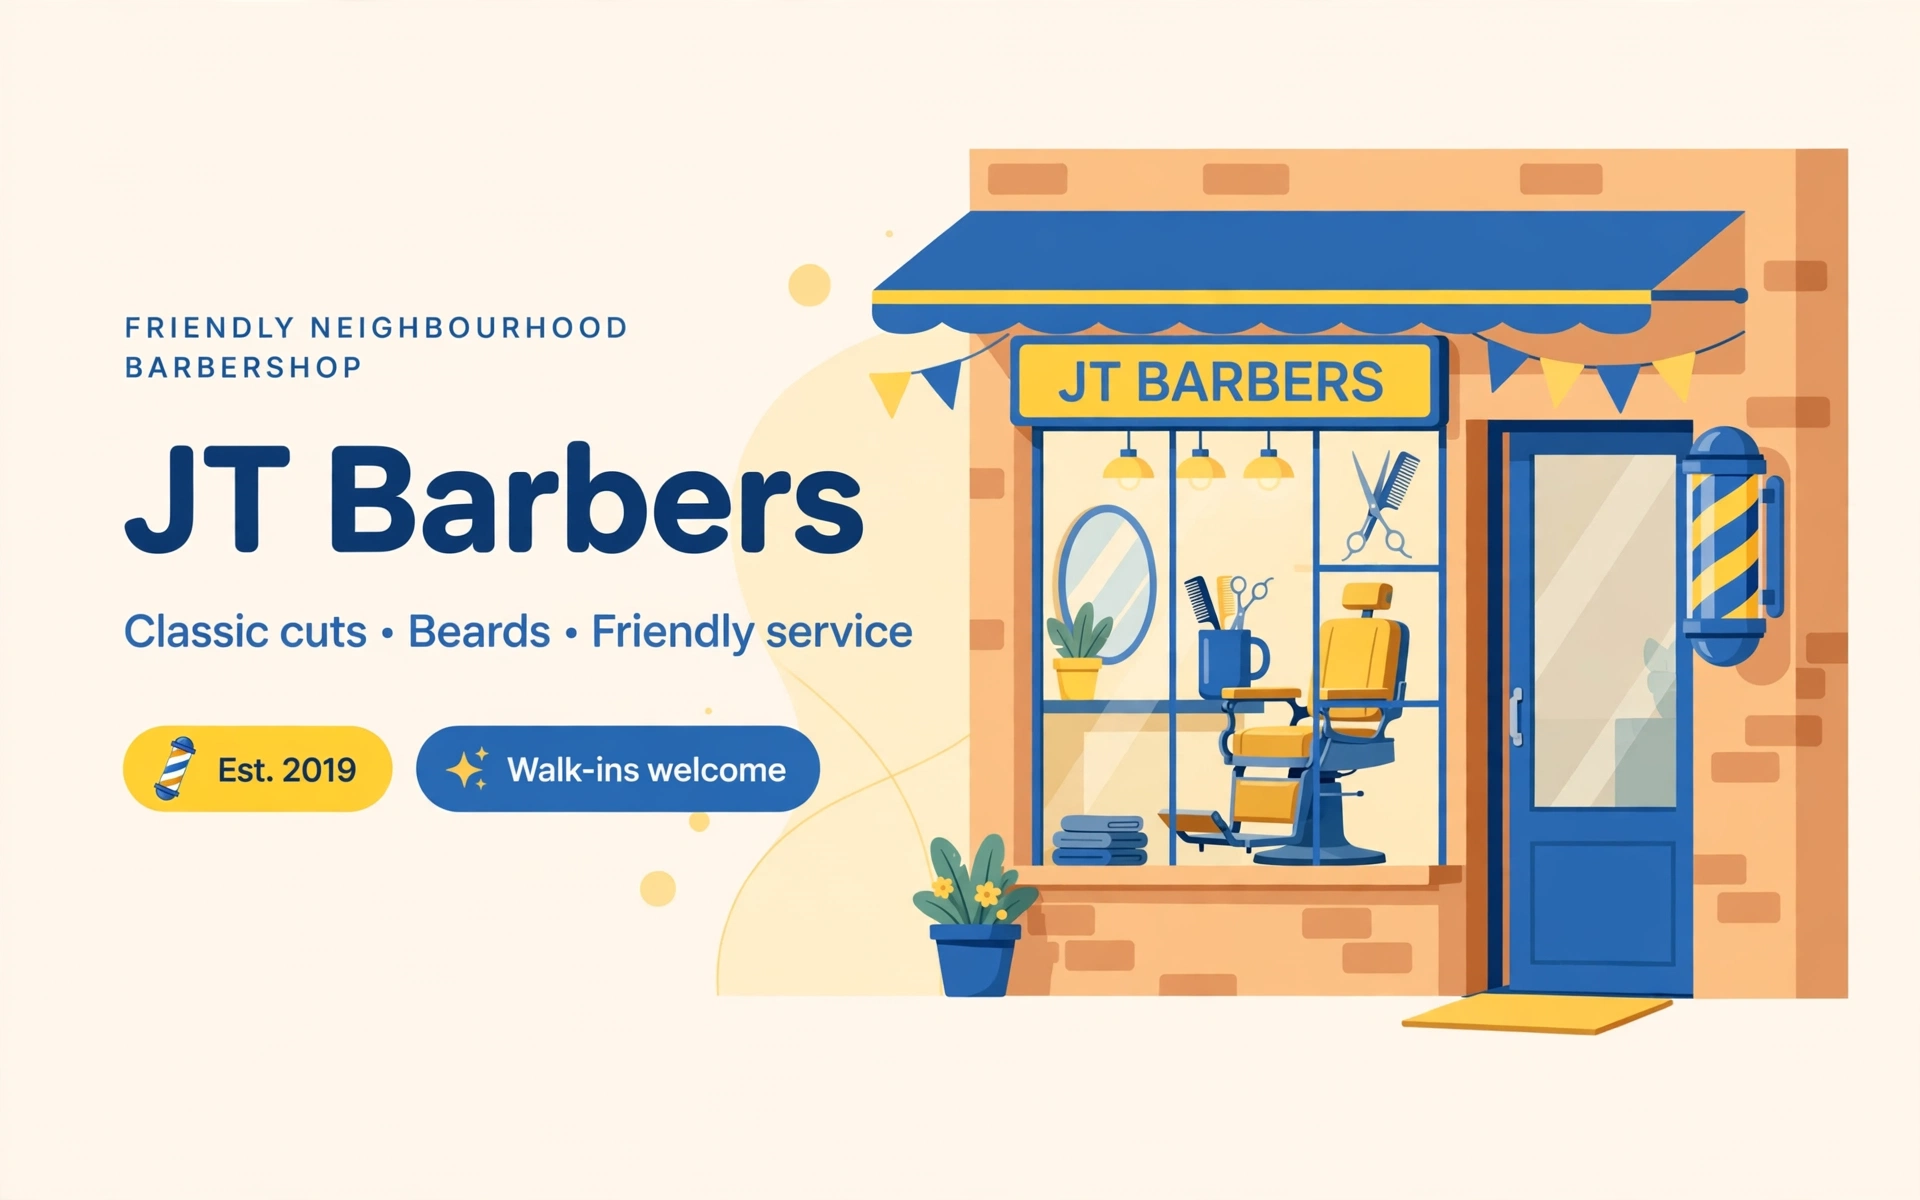 FRIENDLY NEIGHBOURHOOD
BARBERSHOP
JT Barbers
Classic cuts • Beards • Friendly service
Est. 2019
Walk-ins welcome
JT BARBERS